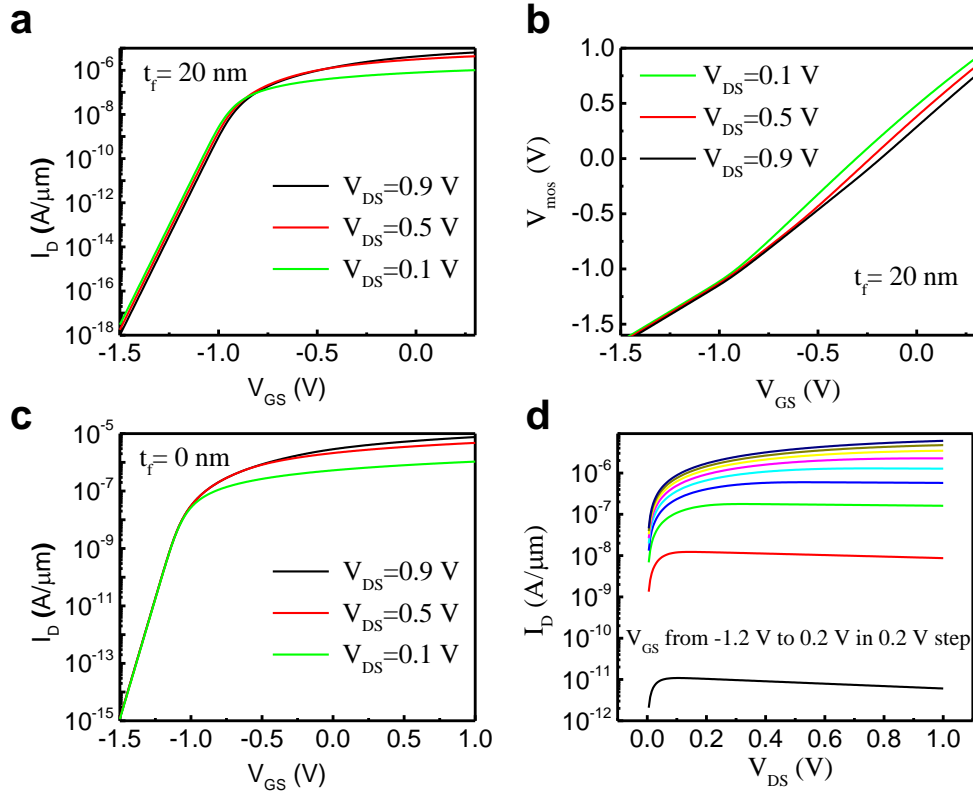 a
t_f = 20 nm
V_DS=0.9 V
V_DS=0.5 V
V_DS=0.1 V
10^-6
10^-8
10^-10
10^-12
10^-14
10^-16
10^-18
I_D (A/μm)
-1.5
-1.0
-0.5
0.0
V_GS (V)
b
V_DS=0.1 V
V_DS=0.5 V
V_DS=0.9 V
t_f= 20 nm
1.0
0.5
0.0
-0.5
-1.0
-1.5
V_mos (V)
-1.5
-1.0
-0.5
0.0
V_GS (V)
c
t_f= 0 nm
V_DS=0.9 V
V_DS=0.5 V
V_DS=0.1 V
10^-5
10^-7
10^-9
10^-11
10^-13
10^-15
I_D (A/μm)
-1.5
-1.0
-0.5
0.0
0.5
1.0
V_GS (V)
d
10^-6
10^-7
10^-8
10^-9
10^-10
10^-11
10^-12
I_D (A/μm)
V_GS from -1.2 V to 0.2 V in 0.2 V step
0.0
0.2
0.4
0.6
0.8
1.0
V_DS (V)